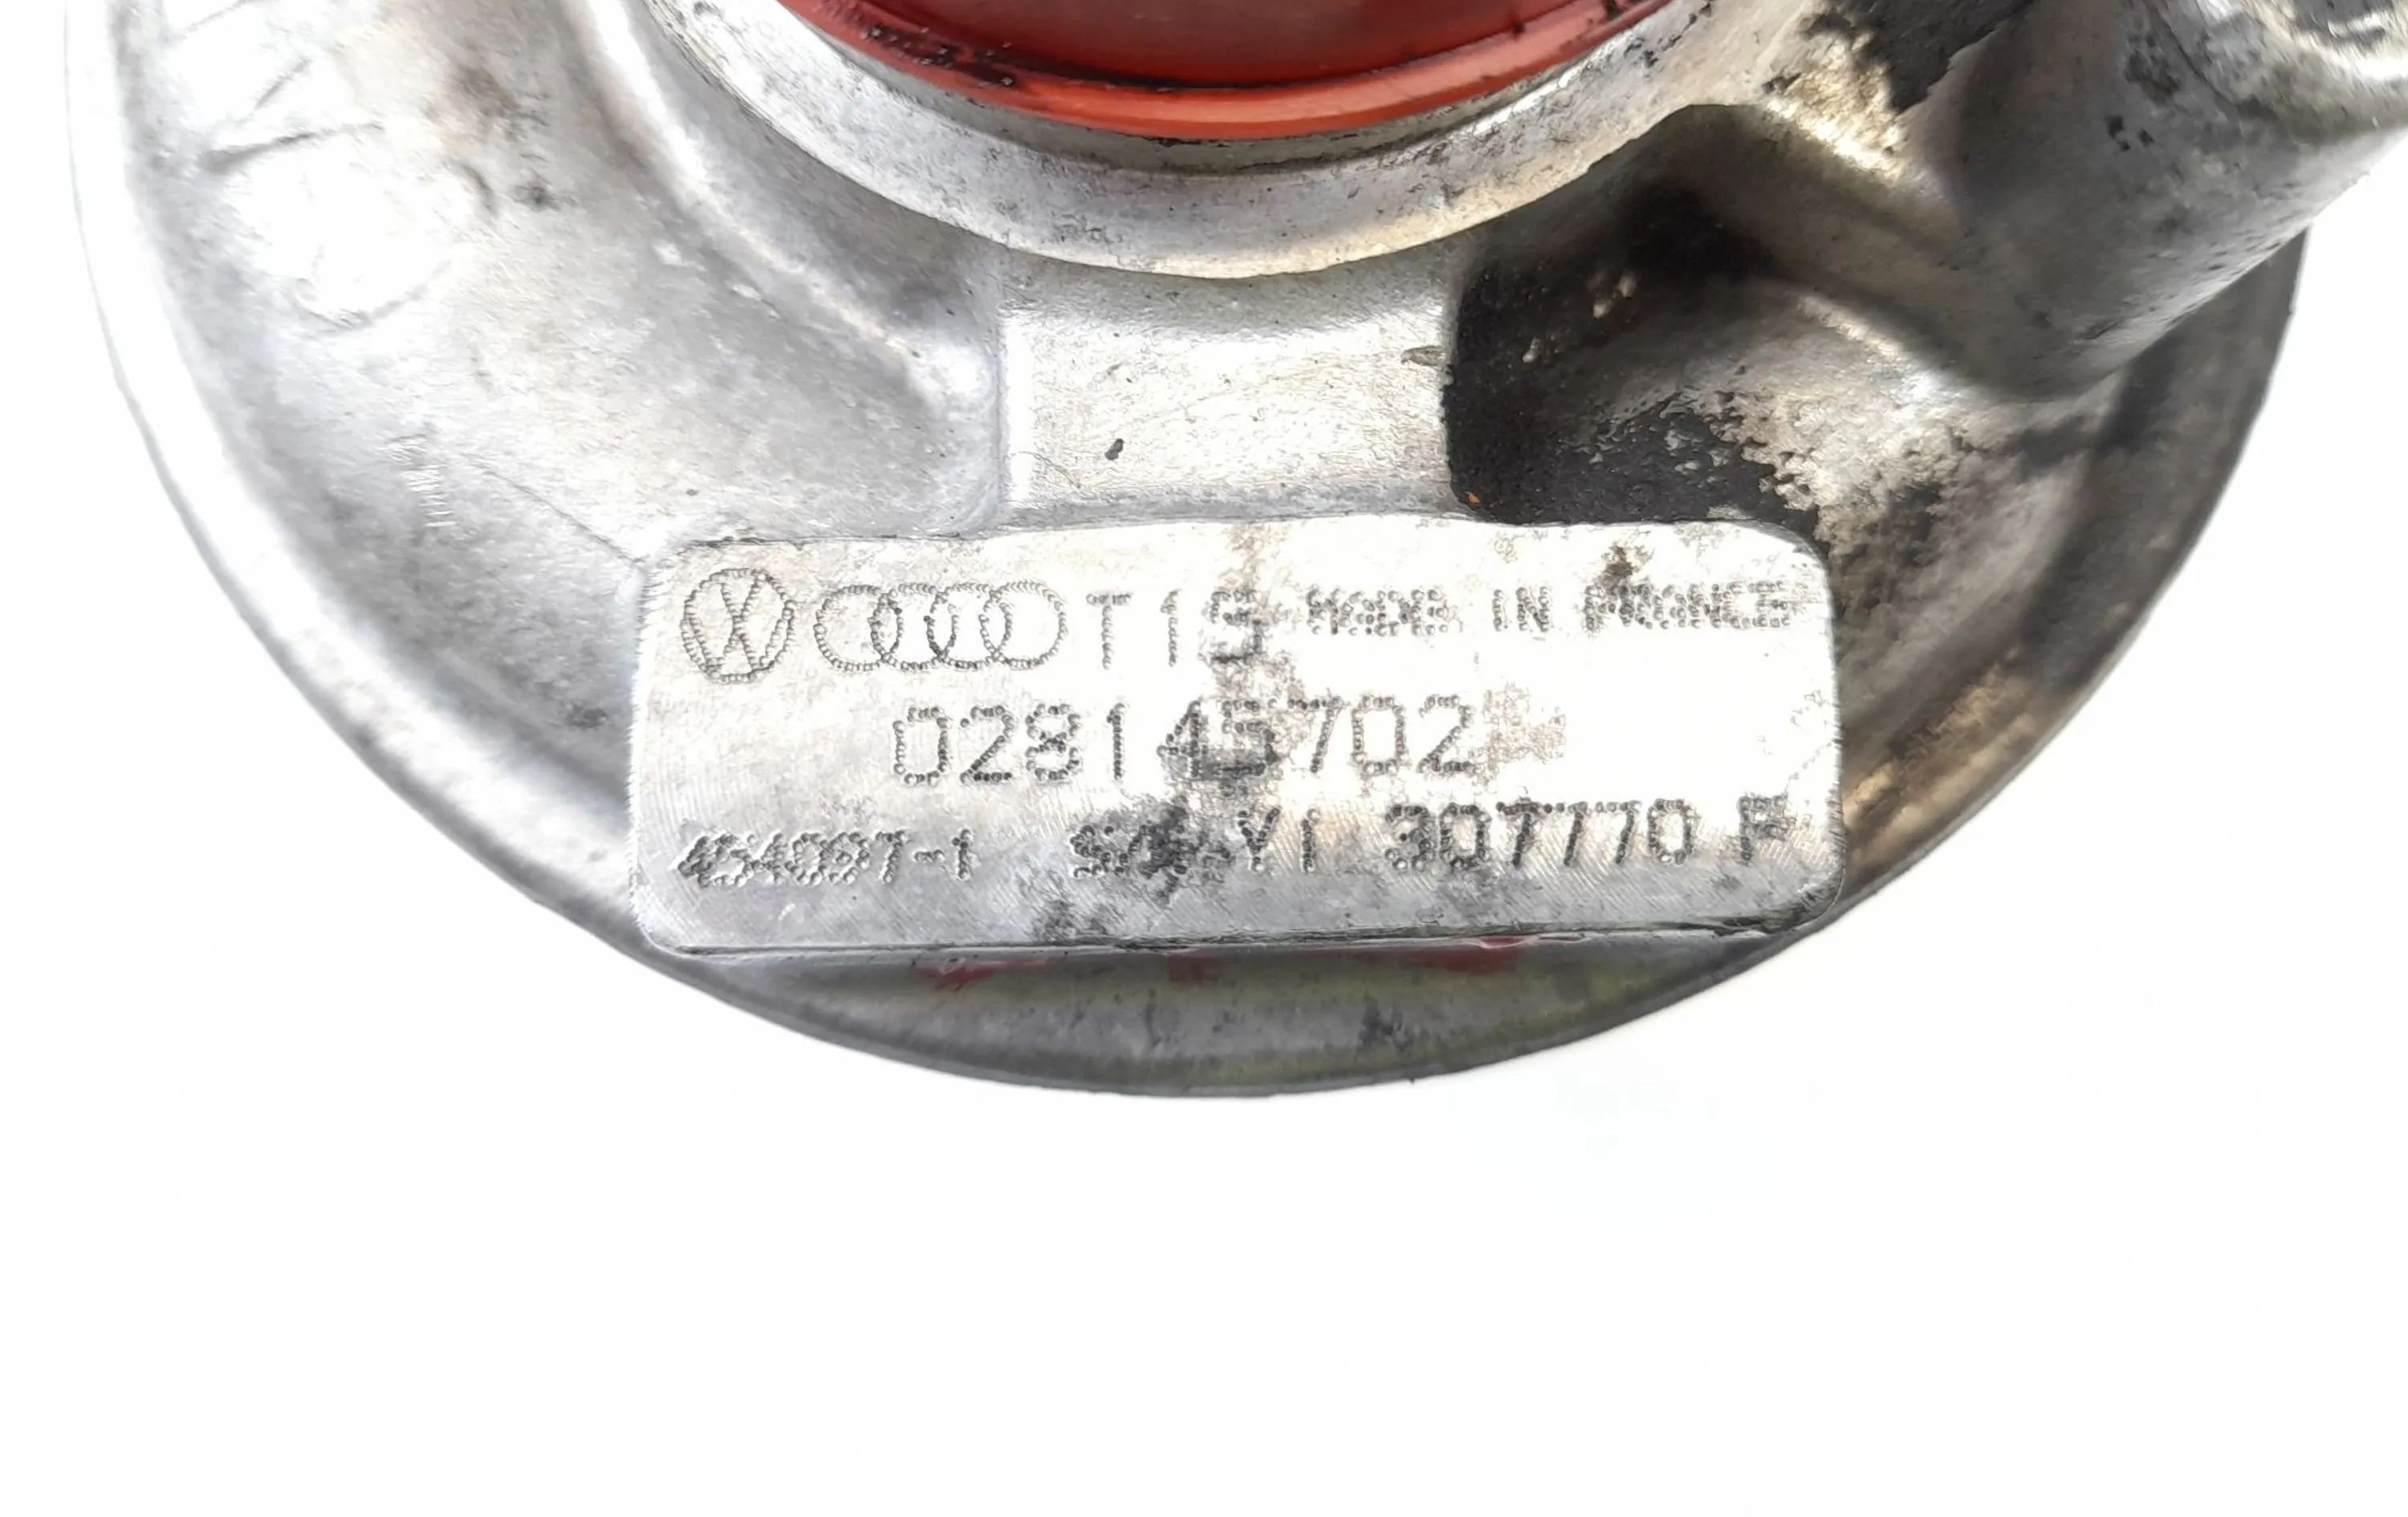 T15 MADE IN FRANCE
028145702
454097-1 S/N YI 307770 F